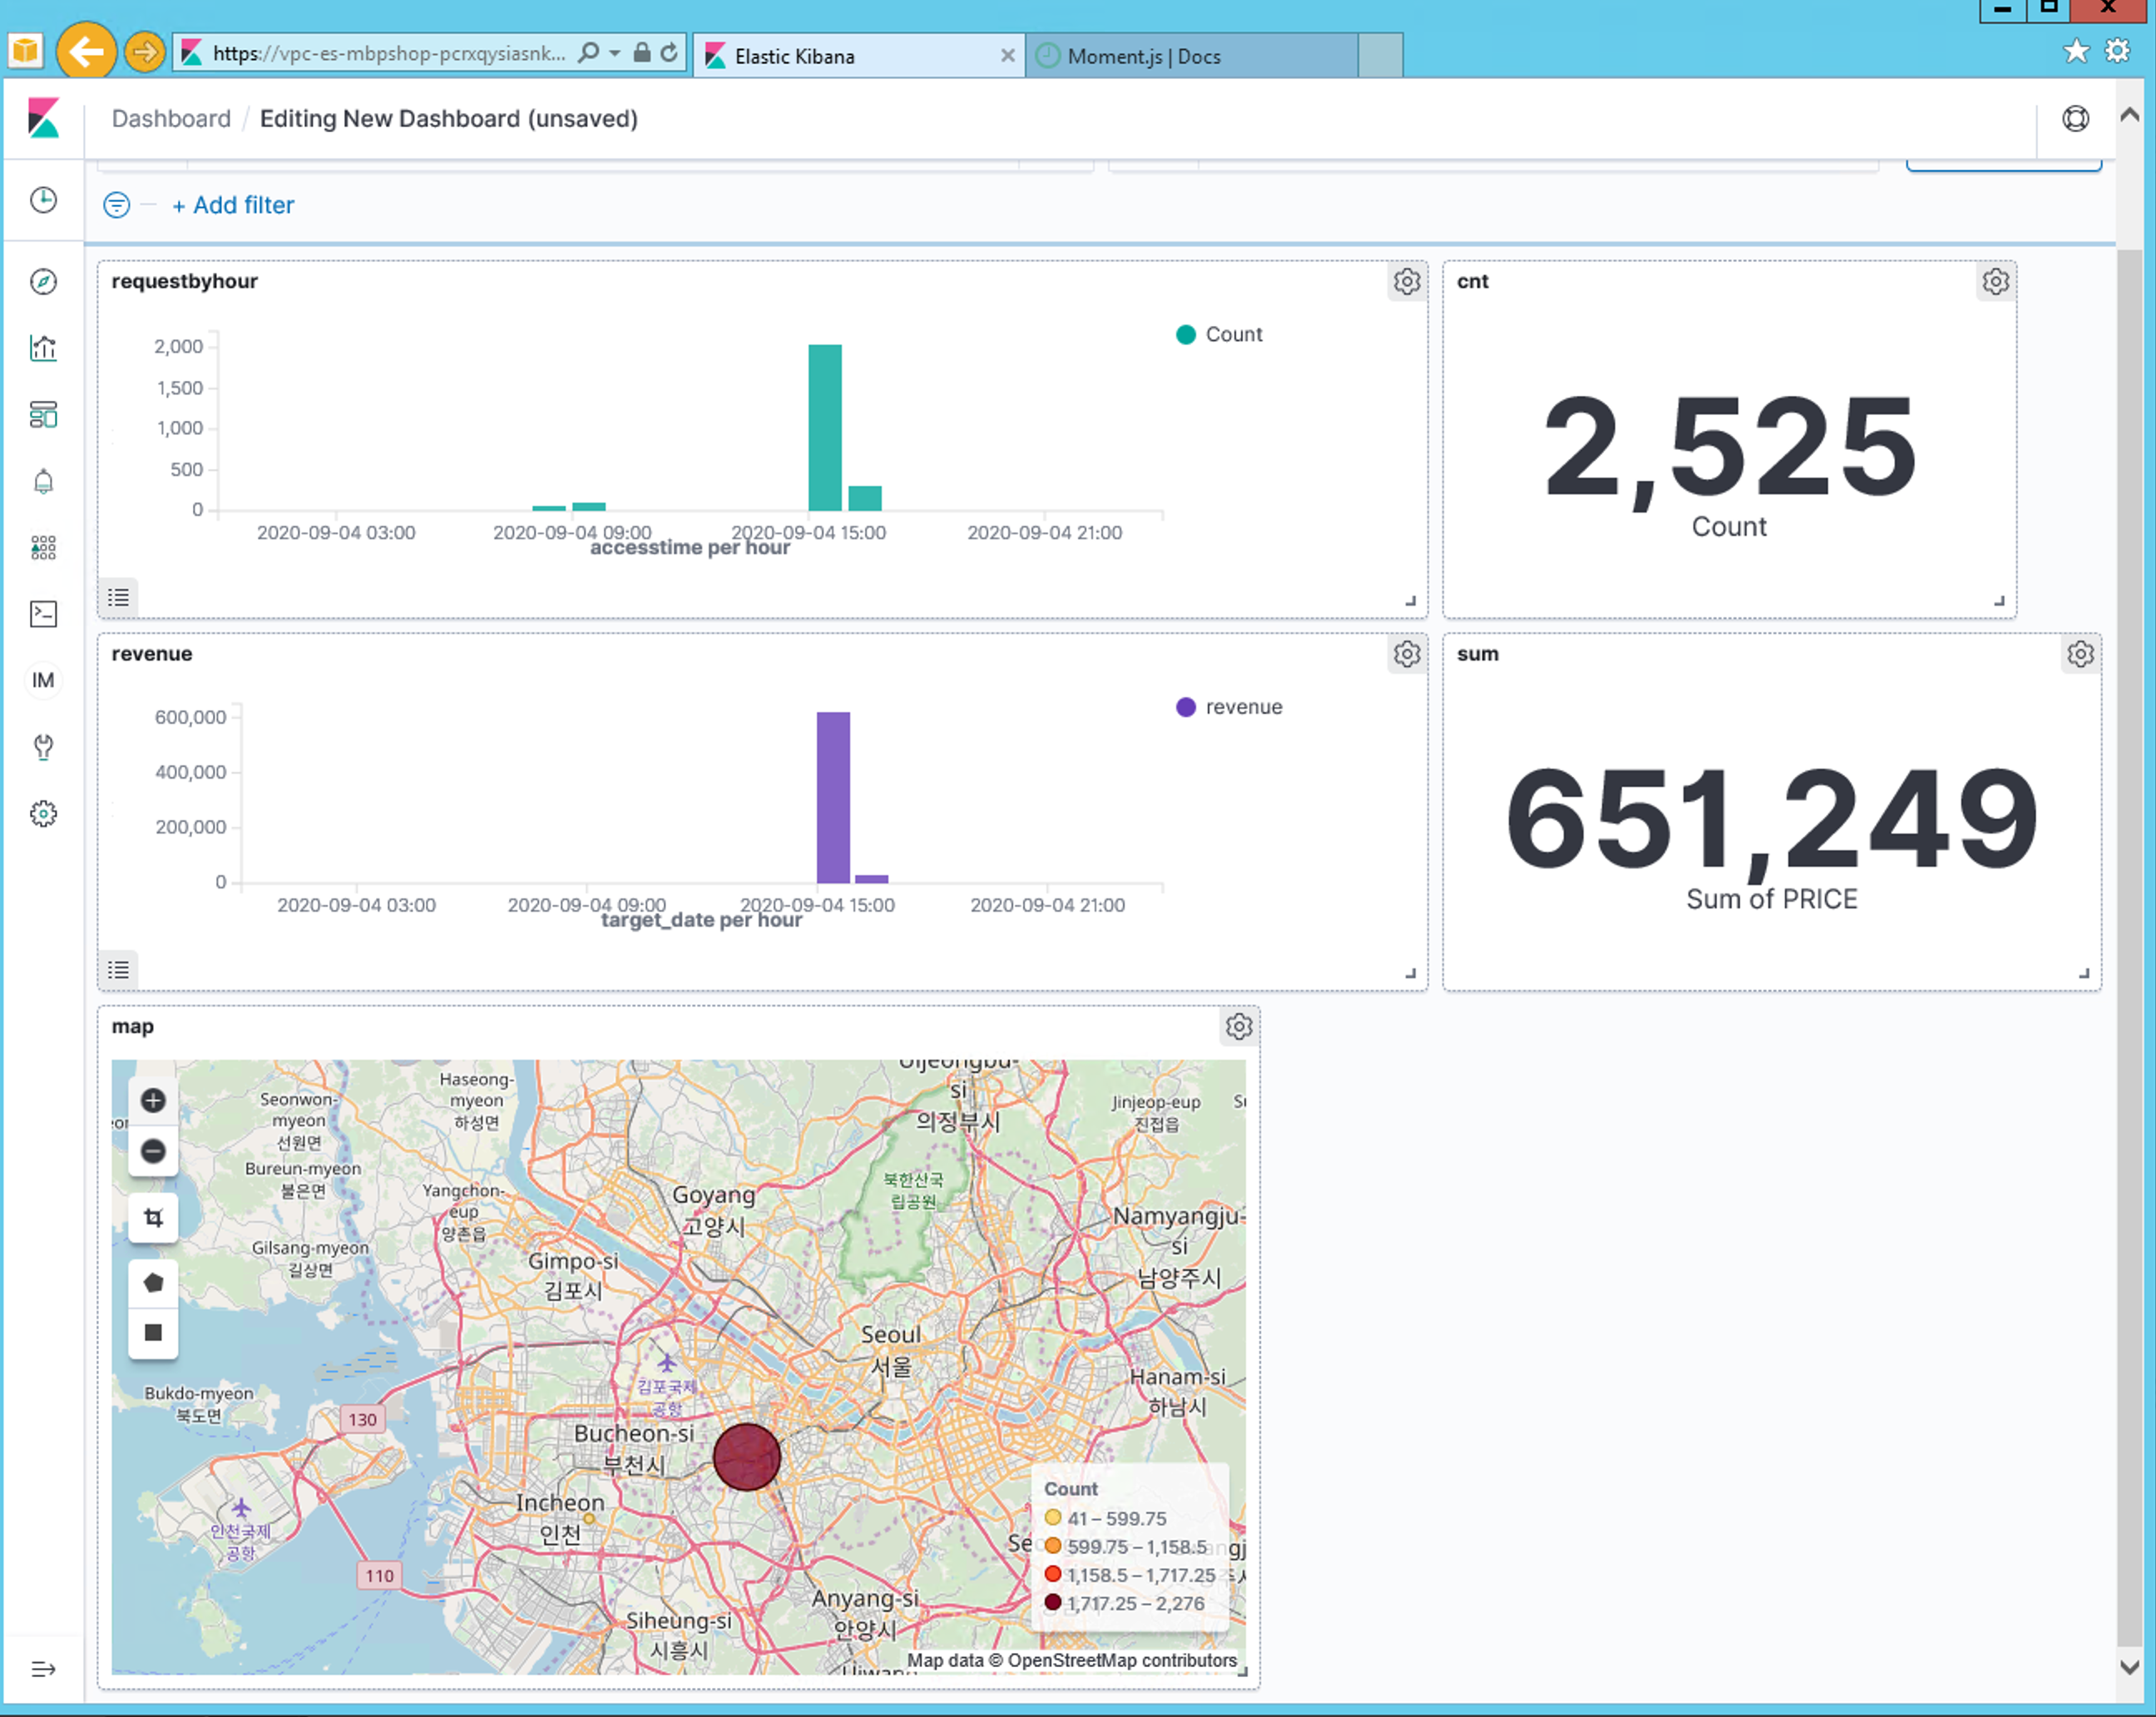 https://vpc-es-mbpshop-pcrxqysiasnk...
Elastic Kibana
Moment.js | Docs
Dashboard / Editing New Dashboard (unsaved)
+ Add filter
IM
requestbyhour
2,000
1,500
1,000
500
0
2020-09-04 03:00
2020-09-04 09:00
2020-09-04 15:00
2020-09-04 21:00
accesstime per hour
Count
cnt
2,525
Count
revenue
600,000
400,000
200,000
0
2020-09-04 03:00
2020-09-04 09:00
2020-09-04 15:00
2020-09-04 21:00
target_date per hour
revenue
sum
651,249
Sum of PRICE
map
Uijeongbu-
si
의정부시
Haseong-
myeon
하성면
Seonwon-
myeon
선원면
Jinjeop-eup
진접읍
Bureun-myeon
불은면
Yangchon-
eup
양촌읍
Goyang
고양시
북한산국
립공원
Namyangju-
si
남양주시
Gilsang-myeon
길상면
Gimpo-si
김포시
Seoul
서울
김포국제
공항
Hanam-si
하남시
Bukdo-myeon
북도면
130
Bucheon-si
부천시
Incheon
인천
인천국제
공항
110
Siheung-si
시흥시
Anyang-si
안양시
Count
41 – 599.75
599.75 – 1,158.5
1,158.5 – 1,717.25
1,717.25 – 2,276
Map data © OpenStreetMap contributors